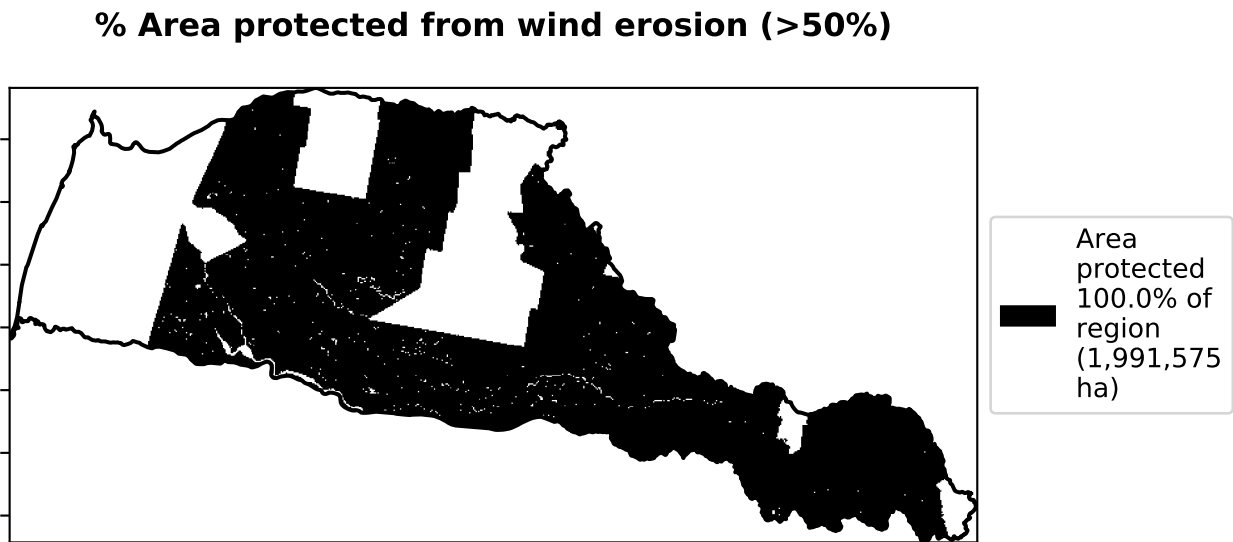 % Area protected from wind erosion (>50%)
Area
protected
100.0% of
region
(1,991,575
ha)